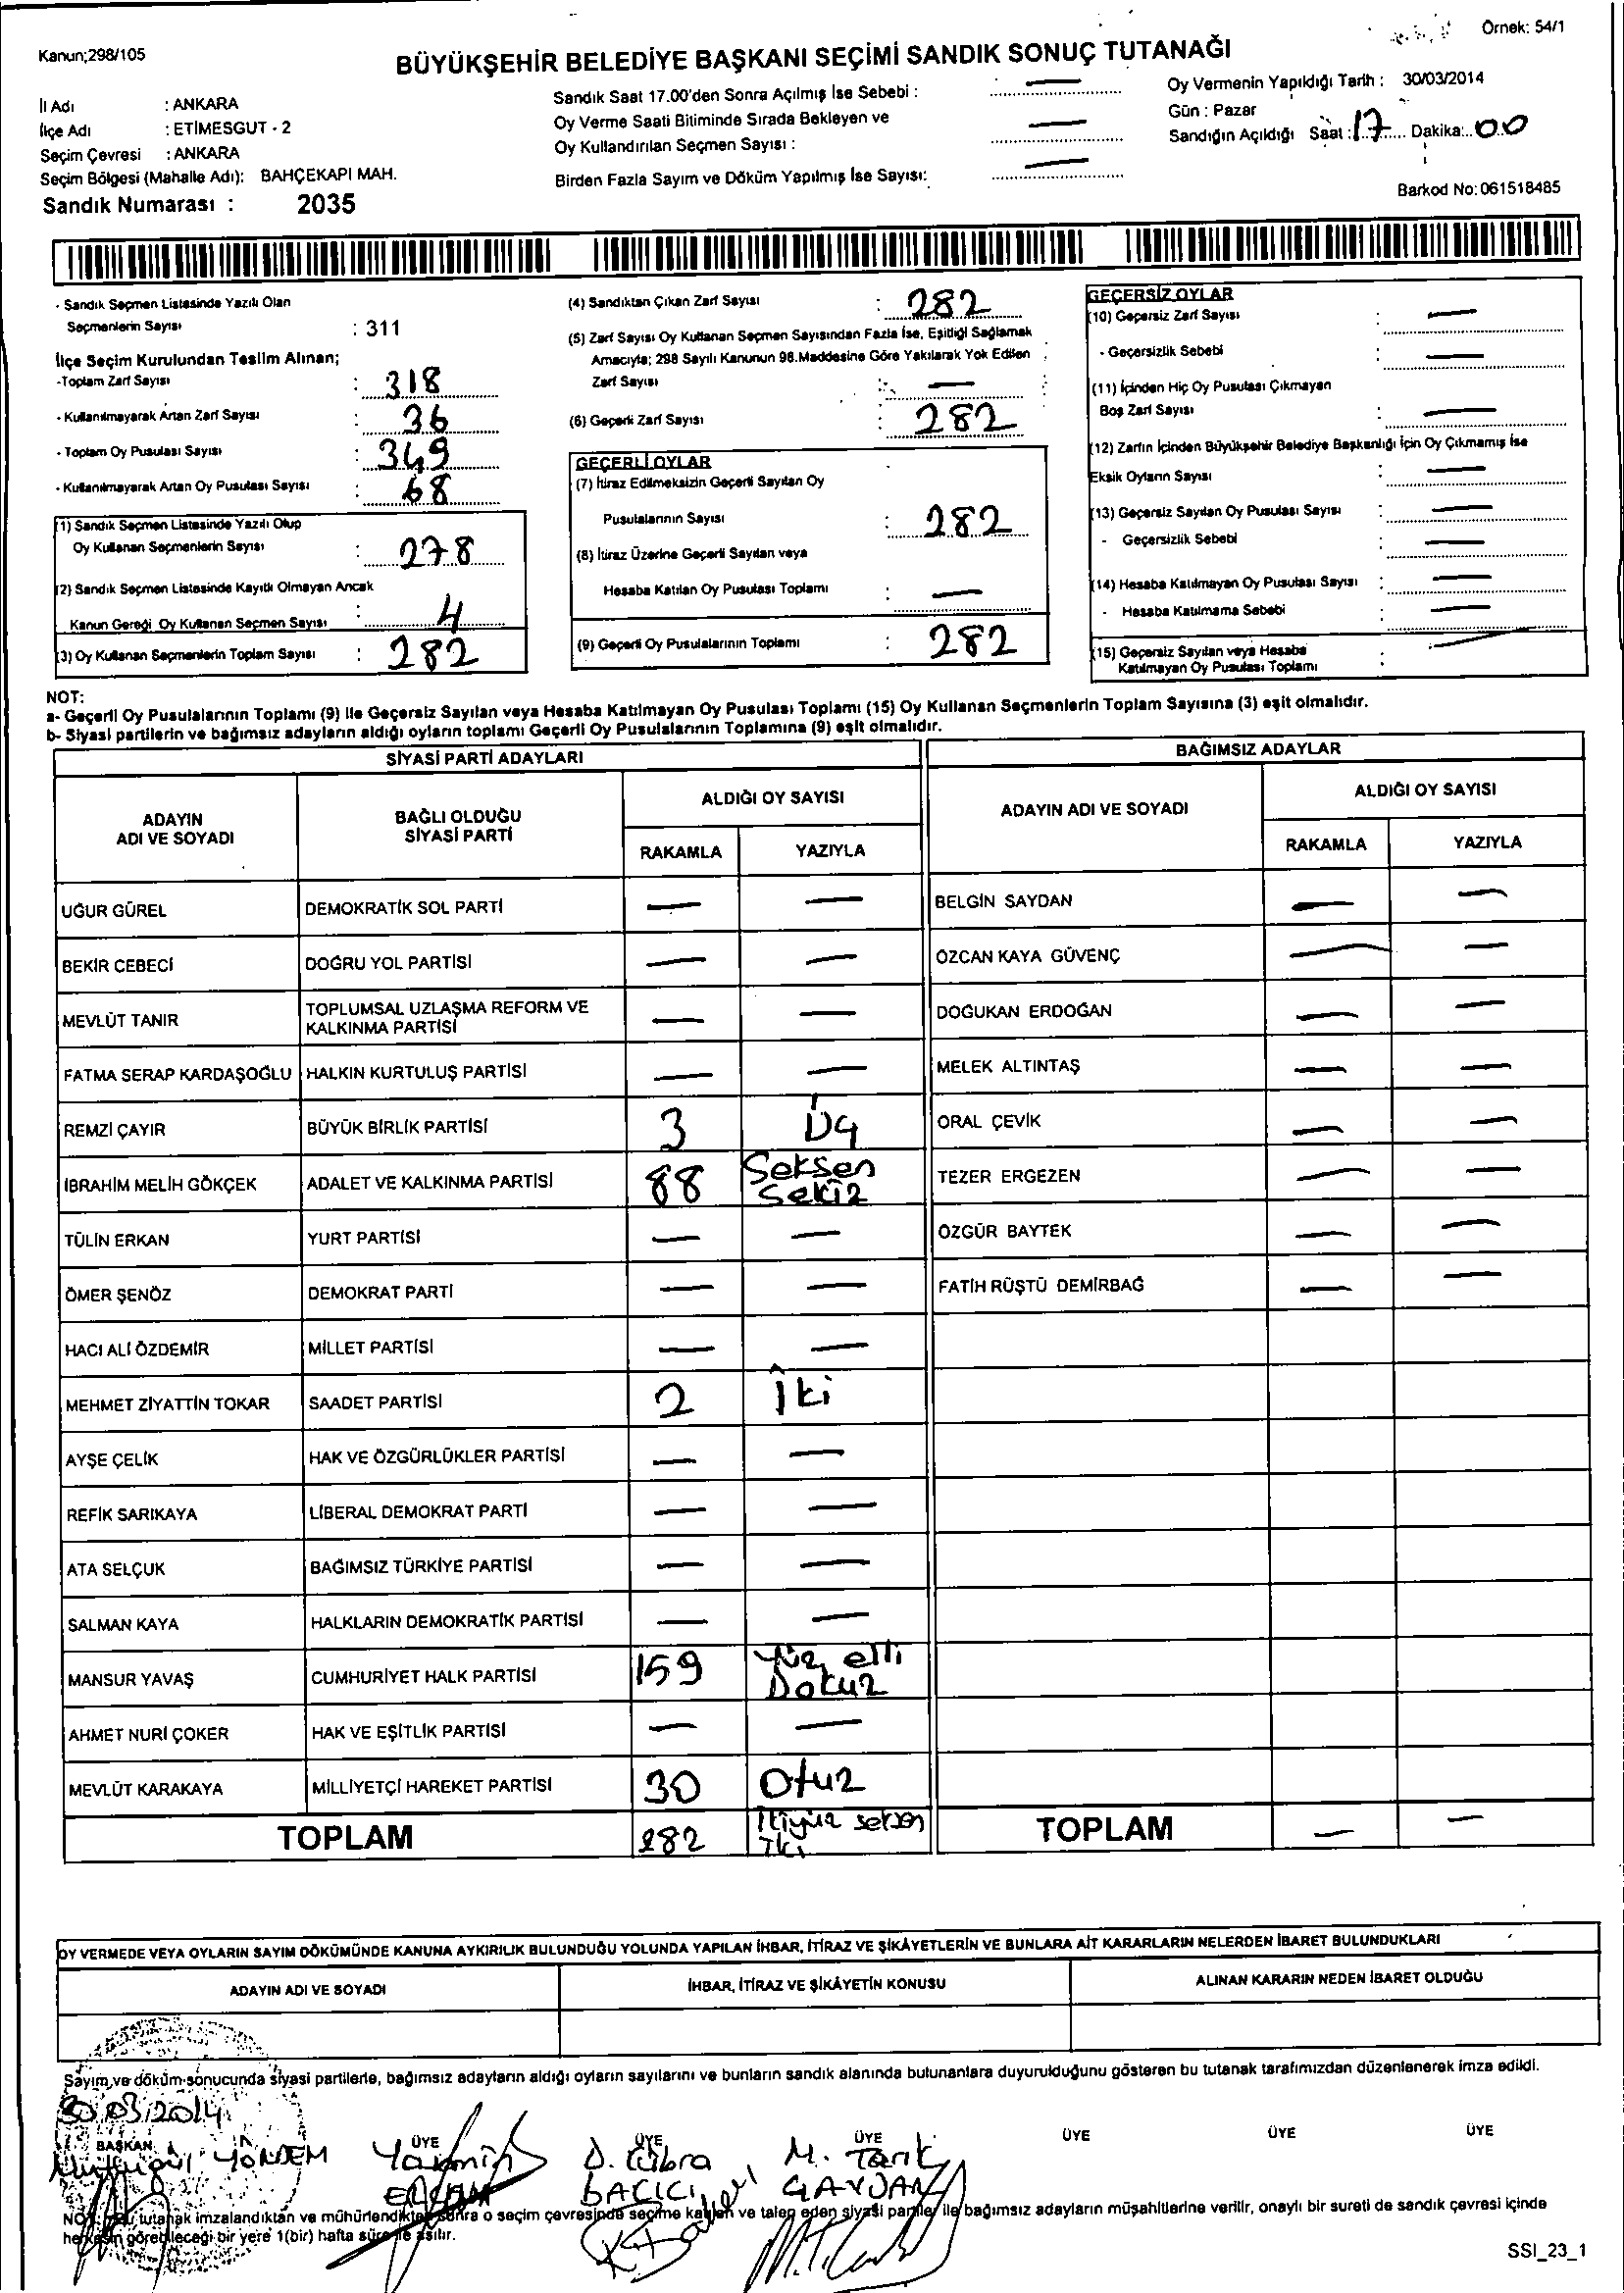 Örnek: 54/1
Kanun;298/105
BÜYÜKŞEHİR BELEDİYE BAŞKANI SEÇİMİ SANDIK SONUÇ TUTANAĞI
İl Adı : ANKARA
İlçe Adı : ETİMESGUT - 2
Seçim Çevresi : ANKARA
Seçim Bölgesi (Mahalle Adı): BAHÇEKAPI MAH.
Sandık Numarası : 2035
Sandık Saat 17.00'den Sonra Açılmış İse Sebebi : —
Oy Verme Saati Bitiminde Sırada Bekleyen ve
Oy Kullandırılan Seçmen Sayısı : —
Birden Fazla Sayım ve Döküm Yapılmış İse Sayısı: —
Oy Vermenin Yapıldığı Tarih : 30/03/2014
Gün : Pazar
Sandığın Açıldığı Saat : 17 Dakika: 00
Barkod No: 061518485
- Sandık Seçmen Listesinde Yazılı Olan
Seçmenlerin Sayısı : 311
İlçe Seçim Kurulundan Teslim Alınan;
-Toplam Zarf Sayısı : 318
- Kullanılmayarak Artan Zarf Sayısı : 36
- Toplam Oy Pusulası Sayısı : 349
- Kullanılmayarak Artan Oy Pusulası Sayısı : 68
(1) Sandık Seçmen Listesinde Yazılı Olup
Oy Kullanan Seçmenlerin Sayısı : 278
(2) Sandık Seçmen Listesinde Kayıtlı Olmayan Ancak
Kanun Gereği Oy Kullanan Seçmen Sayısı : 4
(3) Oy Kullanan Seçmenlerin Toplam Sayısı : 282
(4) Sandıktan Çıkan Zarf Sayısı : 282
(5) Zarf Sayısı Oy Kullanan Seçmen Sayısından Fazla İse, Eşitliği Sağlamak
Amacıyla; 298 Sayılı Kanunun 98.Maddesine Göre Yakılarak Yok Edilen
Zarf Sayısı : —
(6) Geçerli Zarf Sayısı : 282
GEÇERLİ OYLAR
(7) İtiraz Edilmeksizin Geçerli Sayılan Oy
Pusulalarının Sayısı : 282
(8) İtiraz Üzerine Geçerli Sayılan veya
Hesaba Katılan Oy Pusulası Toplamı : —
(9) Geçerli Oy Pusulalarının Toplamı : 282
GEÇERSİZ OYLAR
(10) Geçersiz Zarf Sayısı : —
- Geçersizlik Sebebi —
(11) İçinden Hiç Oy Pusulası Çıkmayan
Boş Zarf Sayısı : —
(12) Zarfın İçinden Büyükşehir Belediye Başkanlığı İçin Oy Çıkmamış İse
Eksik Oyların Sayısı : —
(13) Geçersiz Sayılan Oy Pusulası Sayısı : —
- Geçersizlik Sebebi : —
(14) Hesaba Katılmayan Oy Pusulası Sayısı : —
- Hesaba Katılmama Sebebi : —
(15) Geçersiz Sayılan veya Hesaba
Katılmayan Oy Pusulası Toplamı : —
NOT:
a- Geçerli Oy Pusulalarının Toplamı (9) ile Geçersiz Sayılan veya Hesaba Katılmayan Oy Pusulası Toplamı (15) Oy Kullanan Seçmenlerin Toplam Sayısına (3) eşit olmalıdır.
b- Siyasi partilerin ve bağımsız adayların aldığı oyların toplamı Geçerli Oy Pusulalarının Toplamına (9) eşit olmalıdır.
SİYASİ PARTİ ADAYLARI
ADAYIN ADI VE SOYADI
BAĞLI OLDUĞU SİYASİ PARTİ
ALDIĞI OY SAYISI
RAKAMLA YAZIYLA
UĞUR GÜREL DEMOKRATİK SOL PARTİ — —
BEKİR CEBECİ DOĞRU YOL PARTİSİ — —
MEVLÜT TANIR TOPLUMSAL UZLAŞMA REFORM VE KALKINMA PARTİSİ — —
FATMA SERAP KARDAŞOĞLU HALKIN KURTULUŞ PARTİSİ — —
REMZİ ÇAYIR BÜYÜK BİRLİK PARTİSİ 3 Üç
İBRAHİM MELİH GÖKÇEK ADALET VE KALKINMA PARTİSİ 88 Seksen Sekiz
TÜLİN ERKAN YURT PARTİSİ — —
ÖMER ŞENÖZ DEMOKRAT PARTİ — —
HACI ALİ ÖZDEMİR MİLLET PARTİSİ — —
MEHMET ZİYATTİN TOKAR SAADET PARTİSİ 2 İki
AYŞE ÇELİK HAK VE ÖZGÜRLÜKLER PARTİSİ — —
REFİK SARIKAYA LİBERAL DEMOKRAT PARTİ — —
ATA SELÇUK BAĞIMSIZ TÜRKİYE PARTİSİ — —
SALMAN KAYA HALKLARIN DEMOKRATİK PARTİSİ — —
MANSUR YAVAŞ CUMHURİYET HALK PARTİSİ 159 Yüz elli Dokuz
AHMET NURİ ÇOKER HAK VE EŞİTLİK PARTİSİ — —
MEVLÜT KARAKAYA MİLLİYETÇİ HAREKET PARTİSİ 30 Otuz
TOPLAM 282 İkiyüz seksen İki
BAĞIMSIZ ADAYLAR
ADAYIN ADI VE SOYADI
ALDIĞI OY SAYISI
RAKAMLA YAZIYLA
BELGİN SAYDAN — —
ÖZCAN KAYA GÜVENÇ — —
DOĞUKAN ERDOĞAN — —
MELEK ALTINTAŞ — —
ORAL ÇEVİK — —
TEZER ERGEZEN — —
ÖZGÜR BAYTEK — —
FATİH RÜŞTÜ DEMİRBAĞ — —
TOPLAM — —
OY VERMEDE VEYA OYLARIN SAYIM DÖKÜMÜNDE KANUNA AYKIRILIK BULUNDUĞU YOLUNDA YAPILAN İHBAR, İTİRAZ VE ŞİKÂYETLERİN VE BUNLARA AİT KARARLARIN NELERDEN İBARET BULUNDUKLARI
ADAYIN ADI VE SOYADI
İHBAR, İTİRAZ VE ŞİKÂYETİN KONUSU
ALINAN KARARIN NEDEN İBARET OLDUĞU
Sayım ve döküm sonucunda siyasi partilerle, bağımsız adayların aldığı oyların sayılarını ve bunların sandık alanında bulunanlara duyurulduğunu gösteren bu tutanak tarafımızdan düzenlenerek imza edildi.
30.03.2014
BAŞKAN ÜYE ÜYE ÜYE ÜYE ÜYE ÜYE
YÖNDEM
D. Kübra
M. Tarık
BAĞCI
NOT: Bu tutanak imzalandıktan ve mühürlendikten sonra o seçim çevresinde seçime katılan ve talep eden siyasi partiler ile bağımsız adayların müşahitlerine verilir, onaylı bir sureti de sandık çevresi içinde
herkesin görebileceği bir yere 1(bir) hafta süre ile asılır.
SSI_23_1